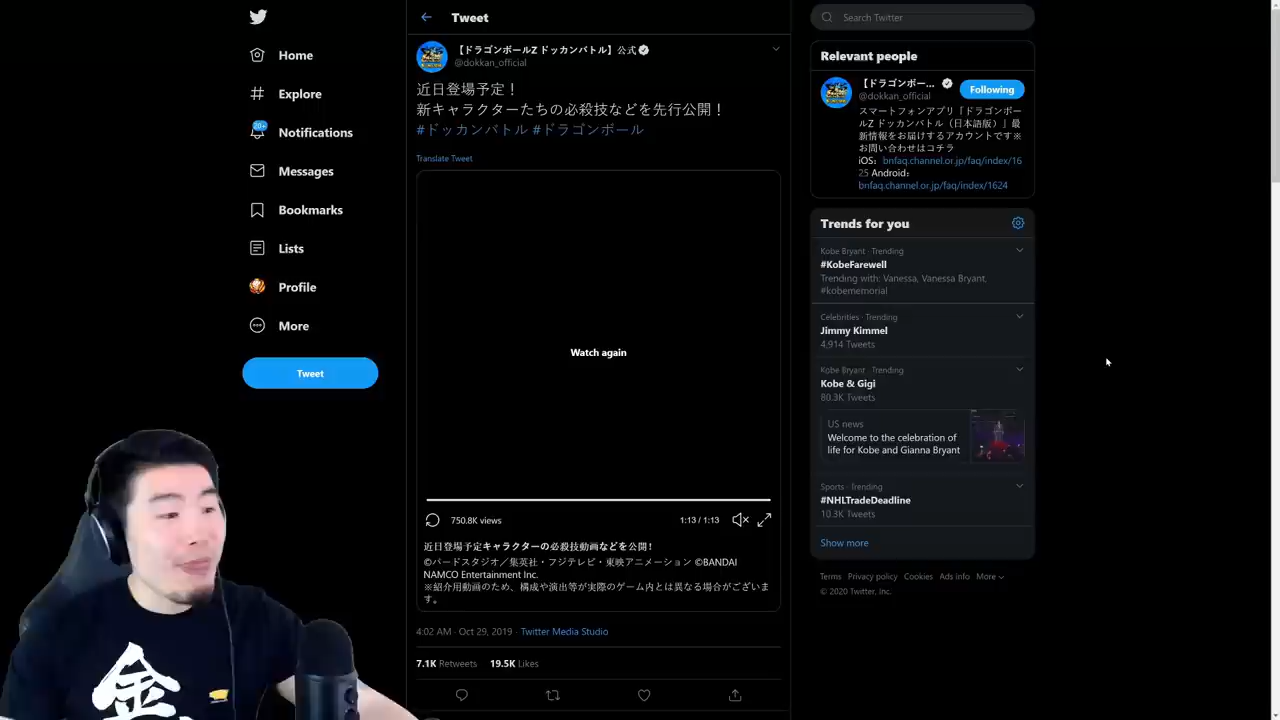 Home
Explore
20+
Notifications
Messages
Bookmarks
Lists
Profile
More
Tweet
Tweet
【ドラゴンボールZ ドッカンバトル】公式
@dokkan_official
近日登場予定！
新キャラクターたちの必殺技などを先行公開！
#ドッカンバトル #ドラゴンボール
Translate Tweet
Watch again
750.8K views
1:13 / 1:13
近日登場予定キャラクターの必殺技動画などを公開！
©バードスタジオ／集英社・フジテレビ・東映アニメーション ©BANDAI
NAMCO Entertainment Inc.
※紹介用動画のため、構成や演出等が実際のゲーム内とは異なる場合がございま
す。
4:02 AM · Oct 29, 2019 · Twitter Media Studio
7.1K Retweets 19.5K Likes
Search Twitter
Relevant people
【ドラゴンボー...
@dokkan_official
Following
スマートフォンアプリ「ドラゴンボー
ルZ ドッカンバトル（日本語版）」最
新情報をお届けするアカウントです※
お問い合わせはコチラ
iOS： bnfaq.channel.or.jp/faq/index/16
25 Android：
bnfaq.channel.or.jp/faq/index/1624
Trends for you
Kobe Bryant · Trending
#KobeFarewell
Trending with: Vanessa, Vanessa Bryant,
#kobememorial
Celebrities · Trending
Jimmy Kimmel
4,914 Tweets
Kobe Bryant · Trending
Kobe & Gigi
80.3K Tweets
US news
Welcome to the celebration of
life for Kobe and Gianna Bryant
Sports · Trending
#NHLTradeDeadline
10.3K Tweets
Show more
Terms Privacy policy Cookies Ads info More
© 2020 Twitter, Inc.
金